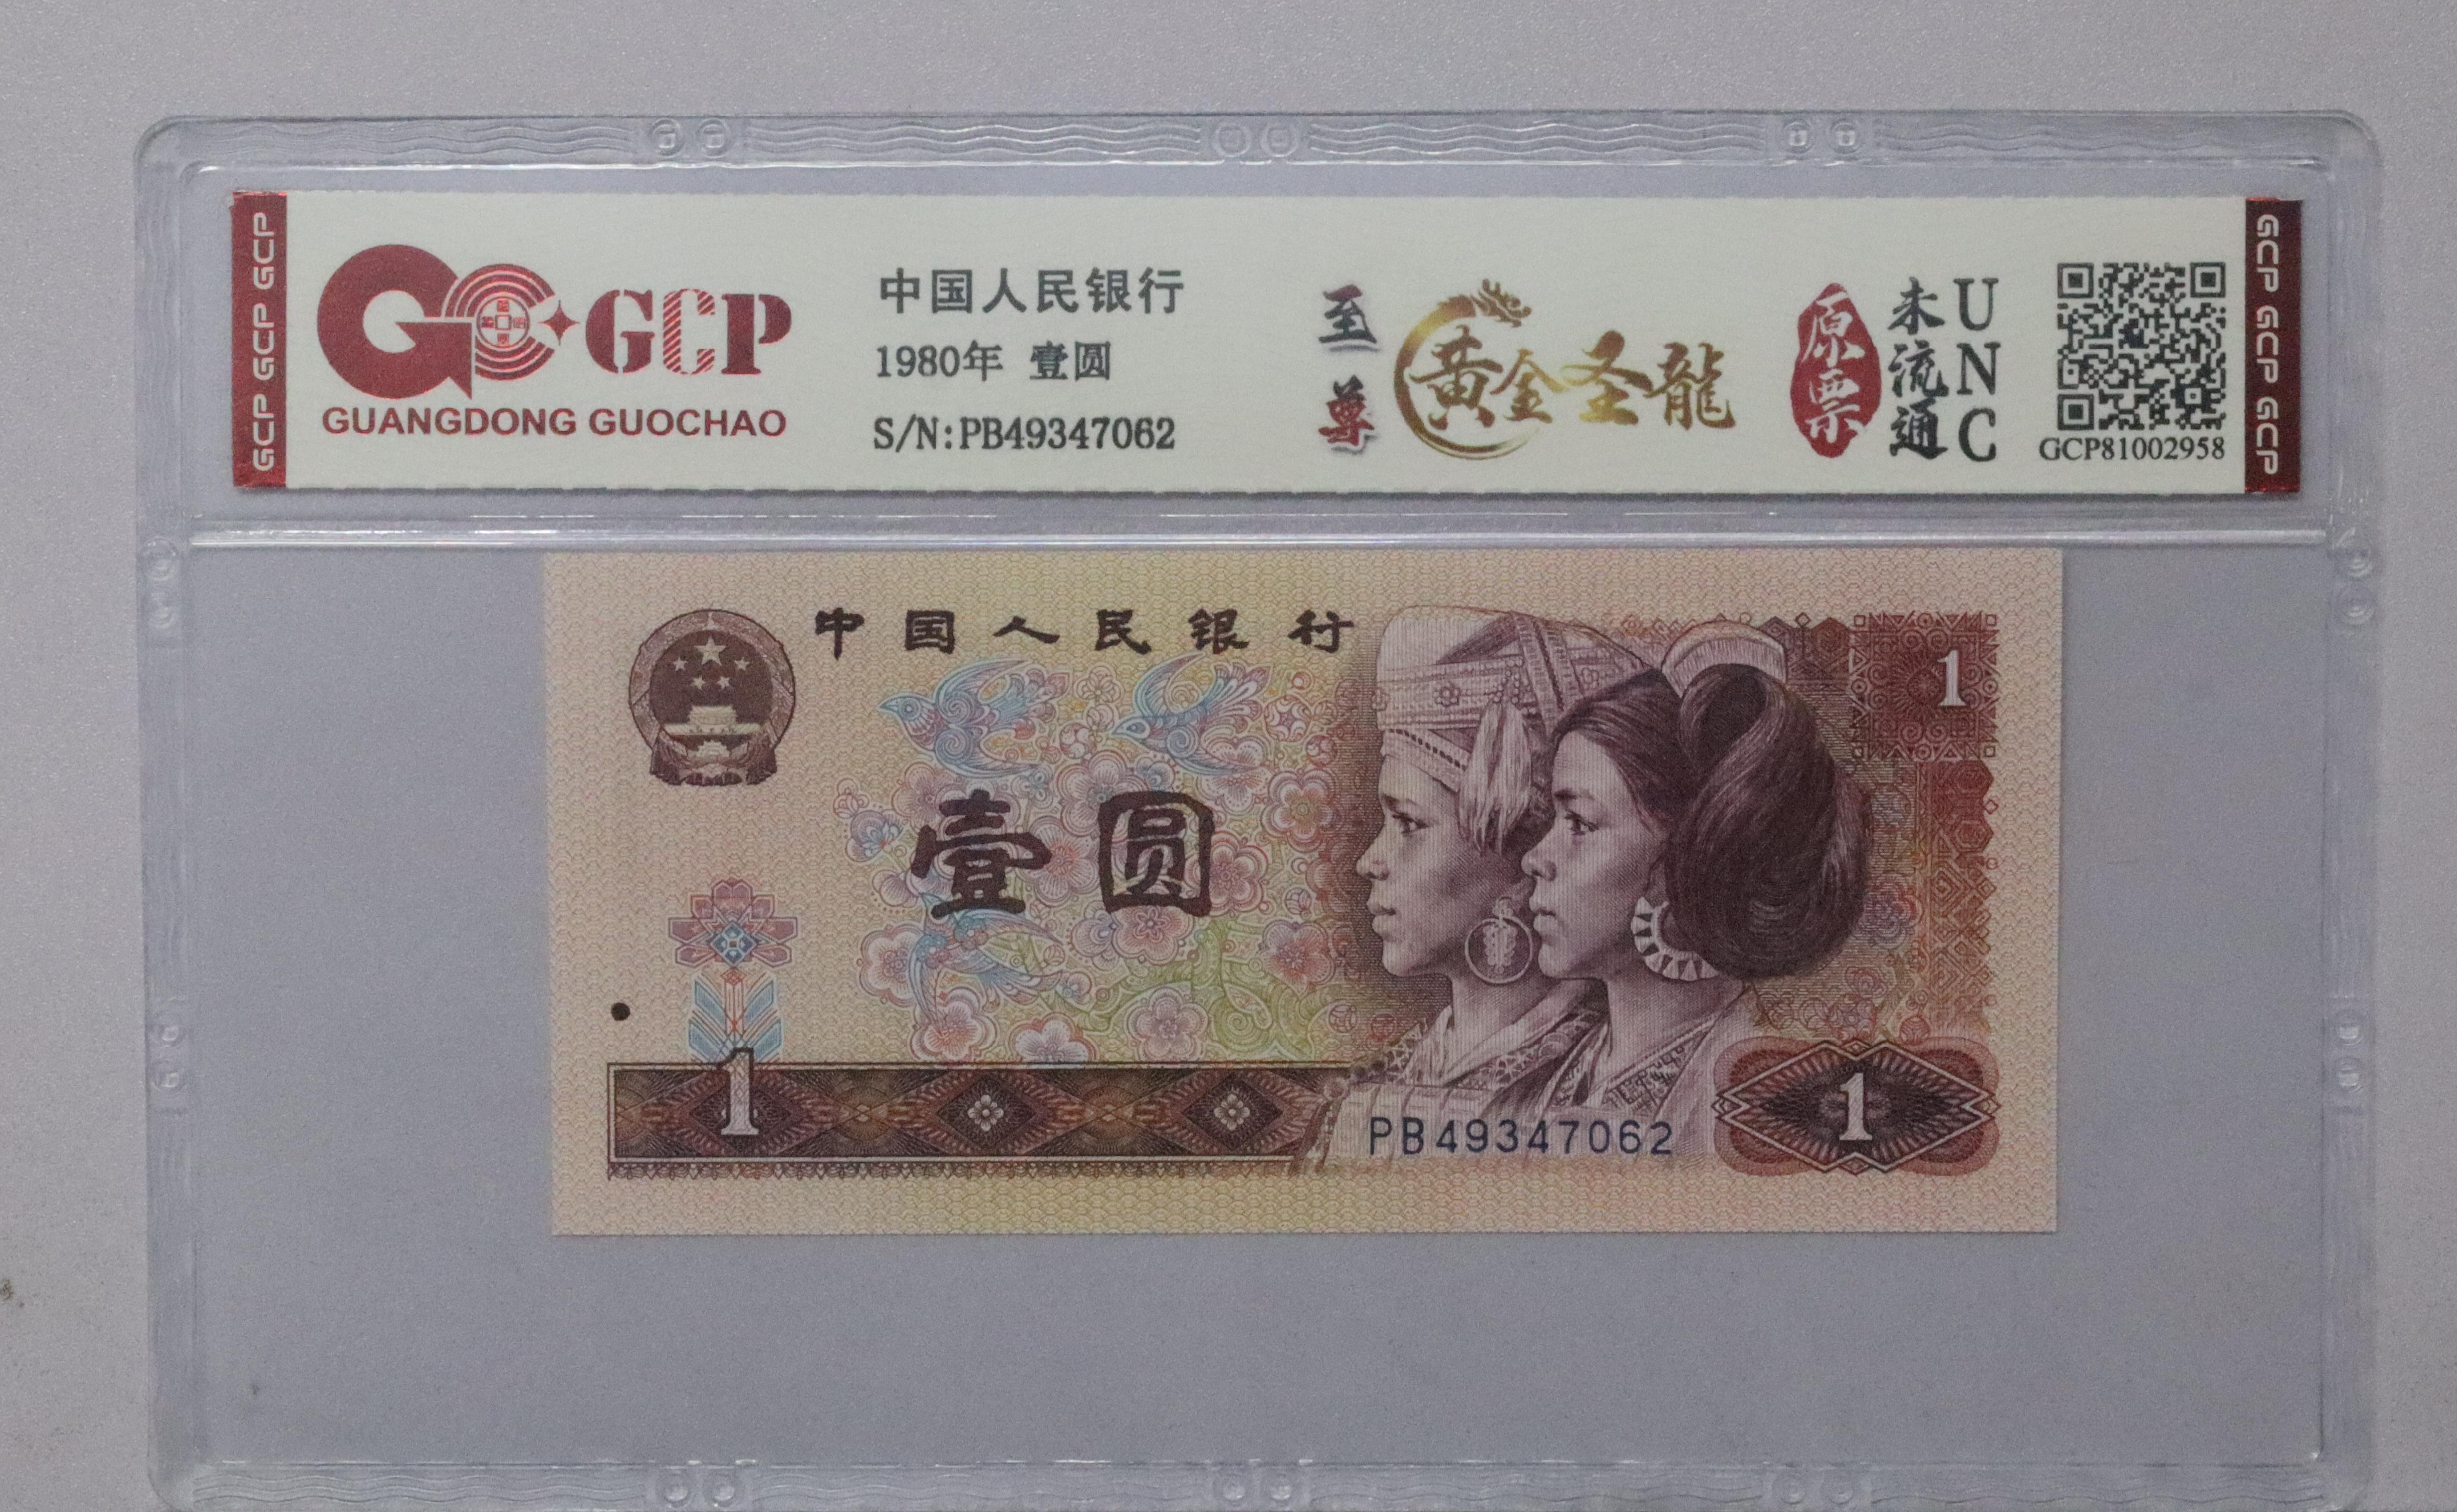 GCP GCP GCP GCP
GCP
GUANGDONG GUOCHAO
中国人民银行
1980年 壹圆
S/N:PB49347062
至尊
黄金圣龍
原票
未流通
UNC
GCP81002958
GCP GCP GCP GCP
中国人民银行
1
壹圆
1
PB49347062
1